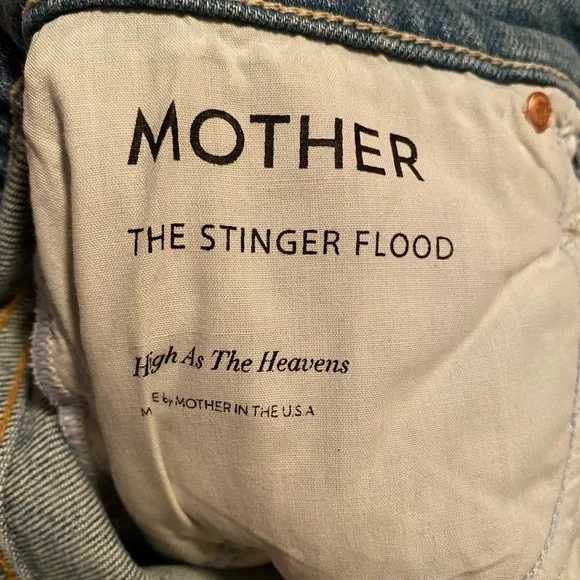 MOTHER
THE STINGER FLOOD
High As The Heavens
M E by MOTHER IN THE U.S.A